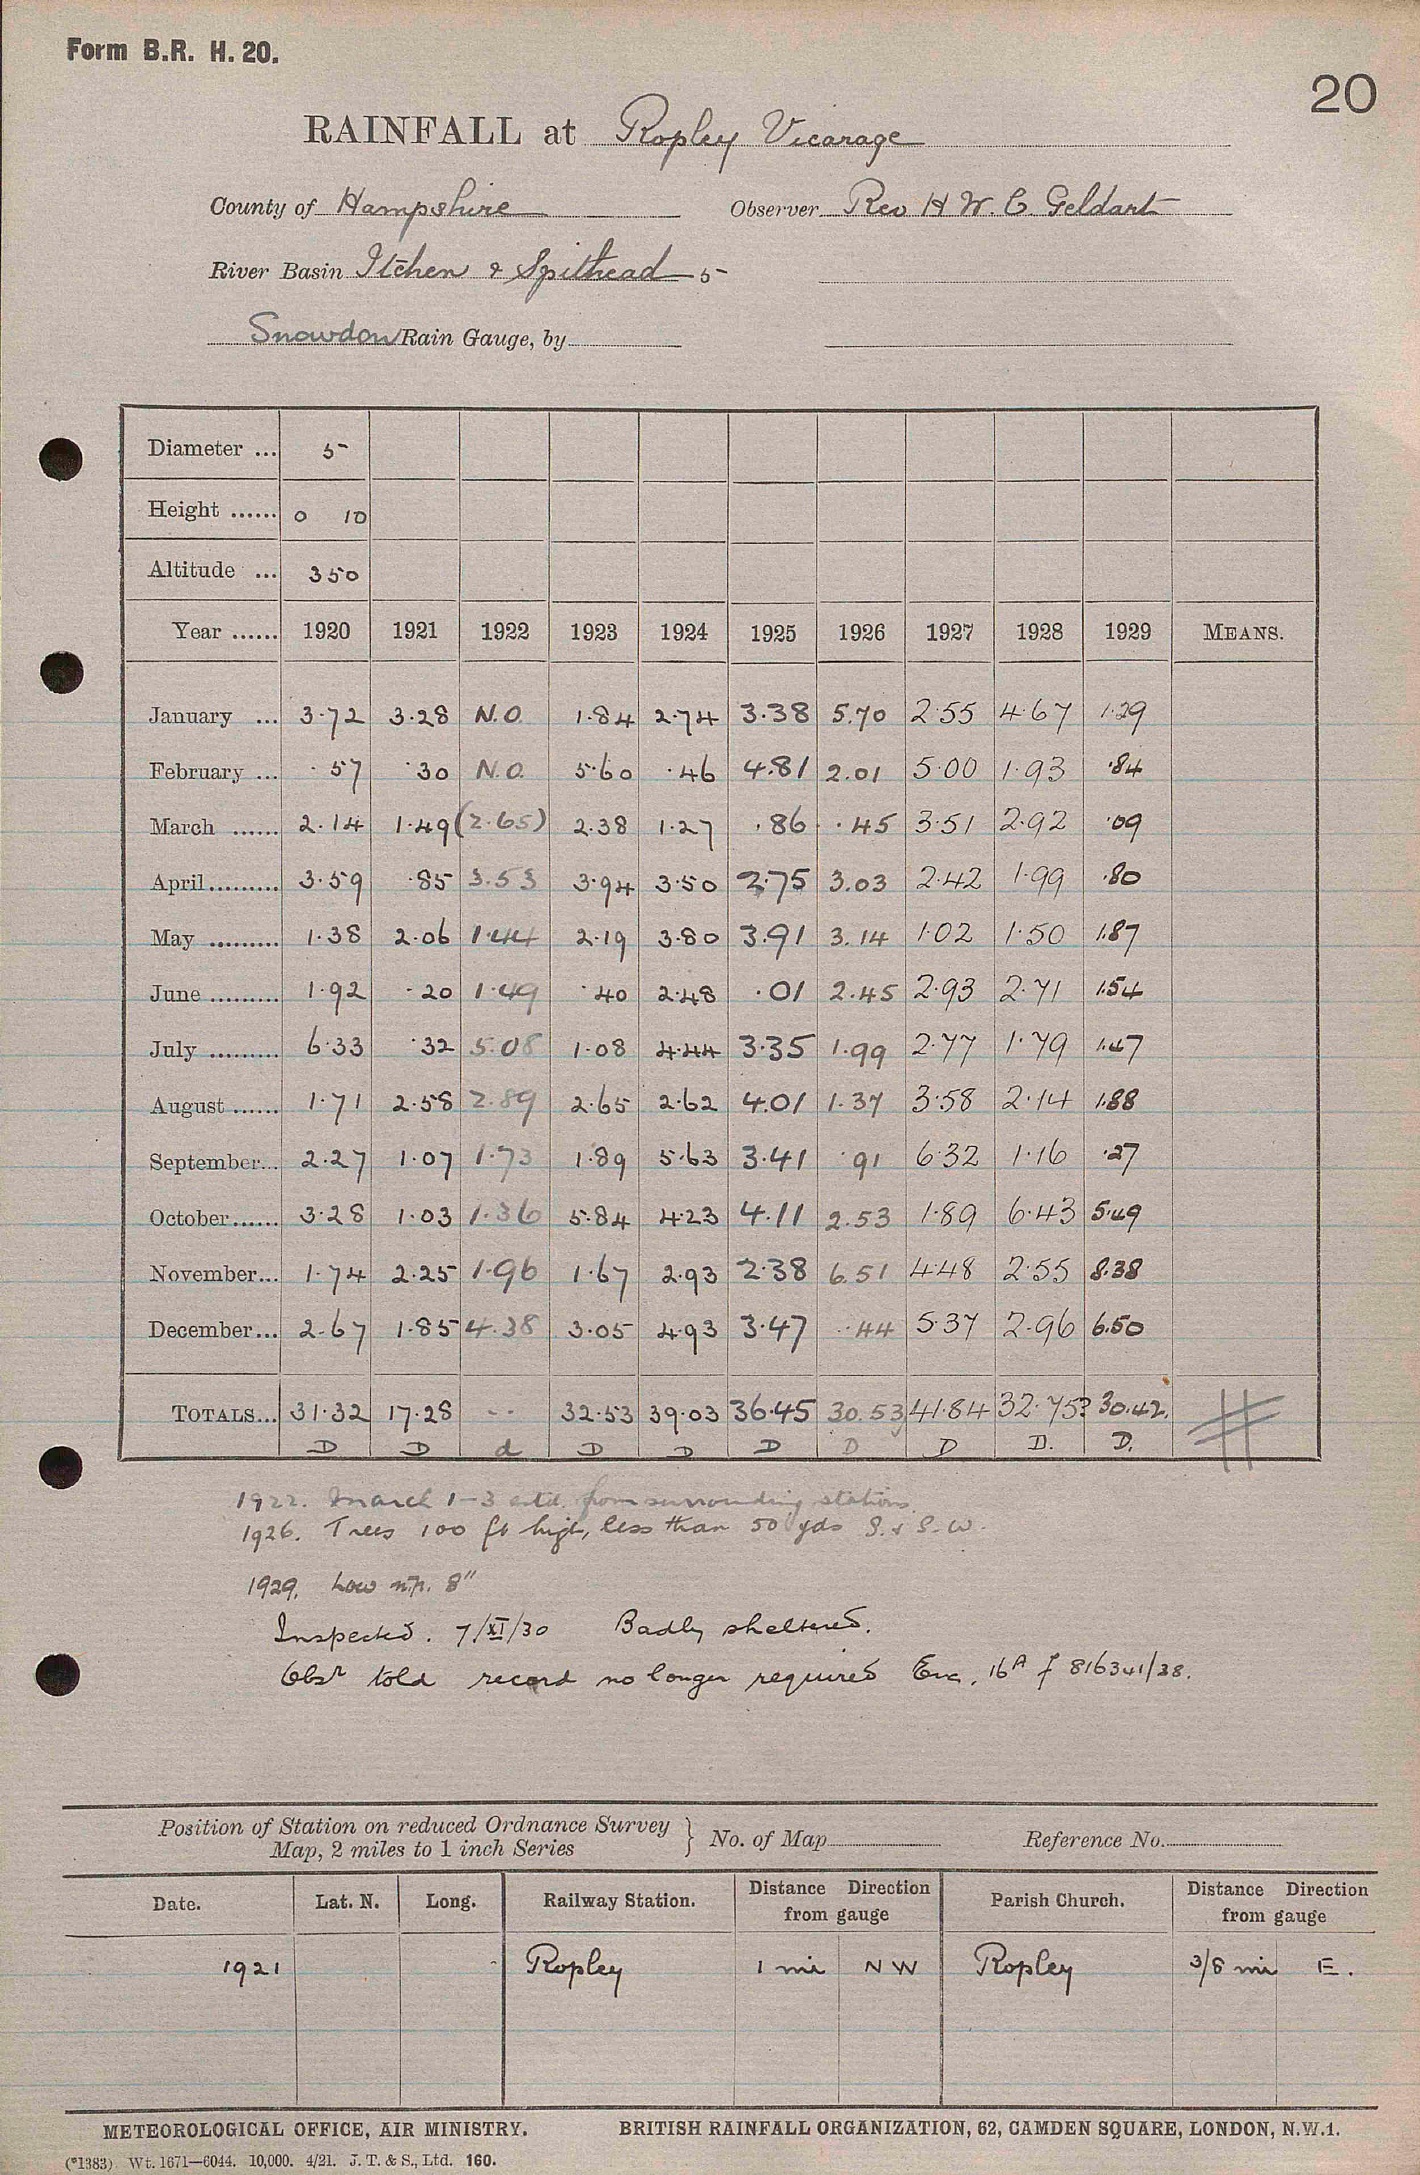 Form B.R. H. 20.
20
RAINFALL at Ropley Vicarage
County of Hampshire Observer Rev H W. C. Geldart
River Basin Itchen & Spithead 5
Snowdon Rain Gauge, by
Diameter ... 5
Height ...... 0 10
Altitude ... 350
Year ...... 1920 1921 1922 1923 1924 1925 1926 1927 1928 1929 MEANS.
January ... 3.72 3.28 N.O. 1.84 2.74 3.38 5.70 2.55 4.67 1.29
February ... .57 .30 N.O. 5.60 .46 4.81 2.01 5.00 1.93 .84
March ...... 2.14 1.49 (2.65) 2.38 1.27 .86 .45 3.51 2.92 .09
April......... 3.59 .85 3.53 3.94 3.50 2.75 3.03 2.42 1.99 .80
May ......... 1.38 2.06 1.44 2.19 3.80 3.91 3.14 1.02 1.50 1.87
June ......... 1.92 .20 1.49 .40 2.48 .01 2.45 2.93 2.71 1.54
July ......... 6.33 .32 5.08 1.08 4.44 3.35 1.99 2.77 1.79 1.47
August ...... 1.71 2.58 2.89 2.65 2.62 4.01 1.37 3.58 2.14 1.88
September... 2.27 1.07 1.73 1.89 5.63 3.41 .91 6.32 1.16 .27
October...... 3.28 1.03 1.36 5.84 4.23 4.11 2.53 1.89 6.43 5.49
November... 1.74 2.25 1.96 1.67 2.93 2.38 6.51 4.48 2.55 8.38
December... 2.67 1.85 4.38 3.05 4.93 3.47 .44 5.37 2.96 6.50
TOTALS... 31.32 17.28 -- 32.53 39.03 36.45 30.53 41.84 32.75? 30.42.
D D d D D D D D D. D.
1922. March 1-3 estd. from surrounding stations.
1926. Trees 100 ft high, less than 50 yds S. & S.W.
1929. Low 8"
Inspected. 7/XI/30 Badly sheltered.
Obsr told record no longer required Enc. 16A f 816341/38.
Position of Station on reduced Ordnance Survey
Map, 2 miles to 1 inch Series } No. of Map Reference No.
Date. Lat. N. Long. Railway Station. Distance Direction from gauge Parish Church. Distance Direction from gauge
1921 Ropley 1 mi NW Ropley 3/8 mi E.
METEOROLOGICAL OFFICE, AIR MINISTRY. BRITISH RAINFALL ORGANIZATION, 62, CAMDEN SQUARE, LONDON, N.W.1.
(*1383) Wt. 1671—6044. 10,000. 4/21. J. T. & S., Ltd. 160.